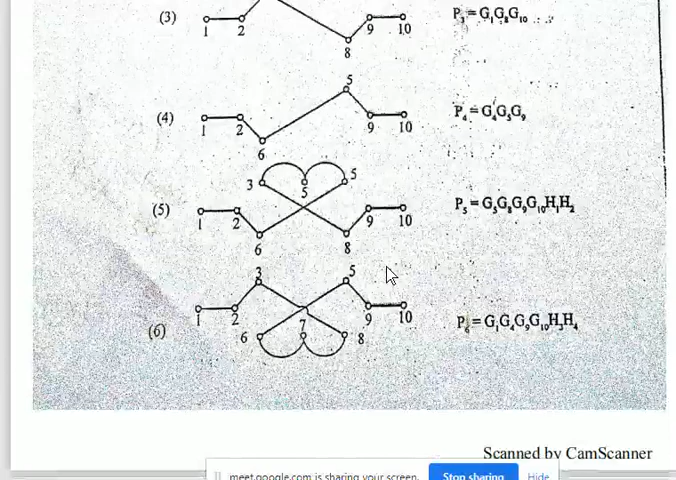 (3) 1 2 8 9 10 P₃ = G₁G₈G₁₀
5
(4) 1 2 6 9 10 P₄ = G₄G₅G₉
3 5 5
(5) 1 2 6 8 9 10 P₅ = G₅G₈G₉G₁₀H₁H₂
3 5
1 2 9 10
(6) 6 7 8 P₆ = G₁G₄G₉G₁₀H₃H₄
Scanned by CamScanner
meet.google.com is sharing your screen. Stop sharing Hide